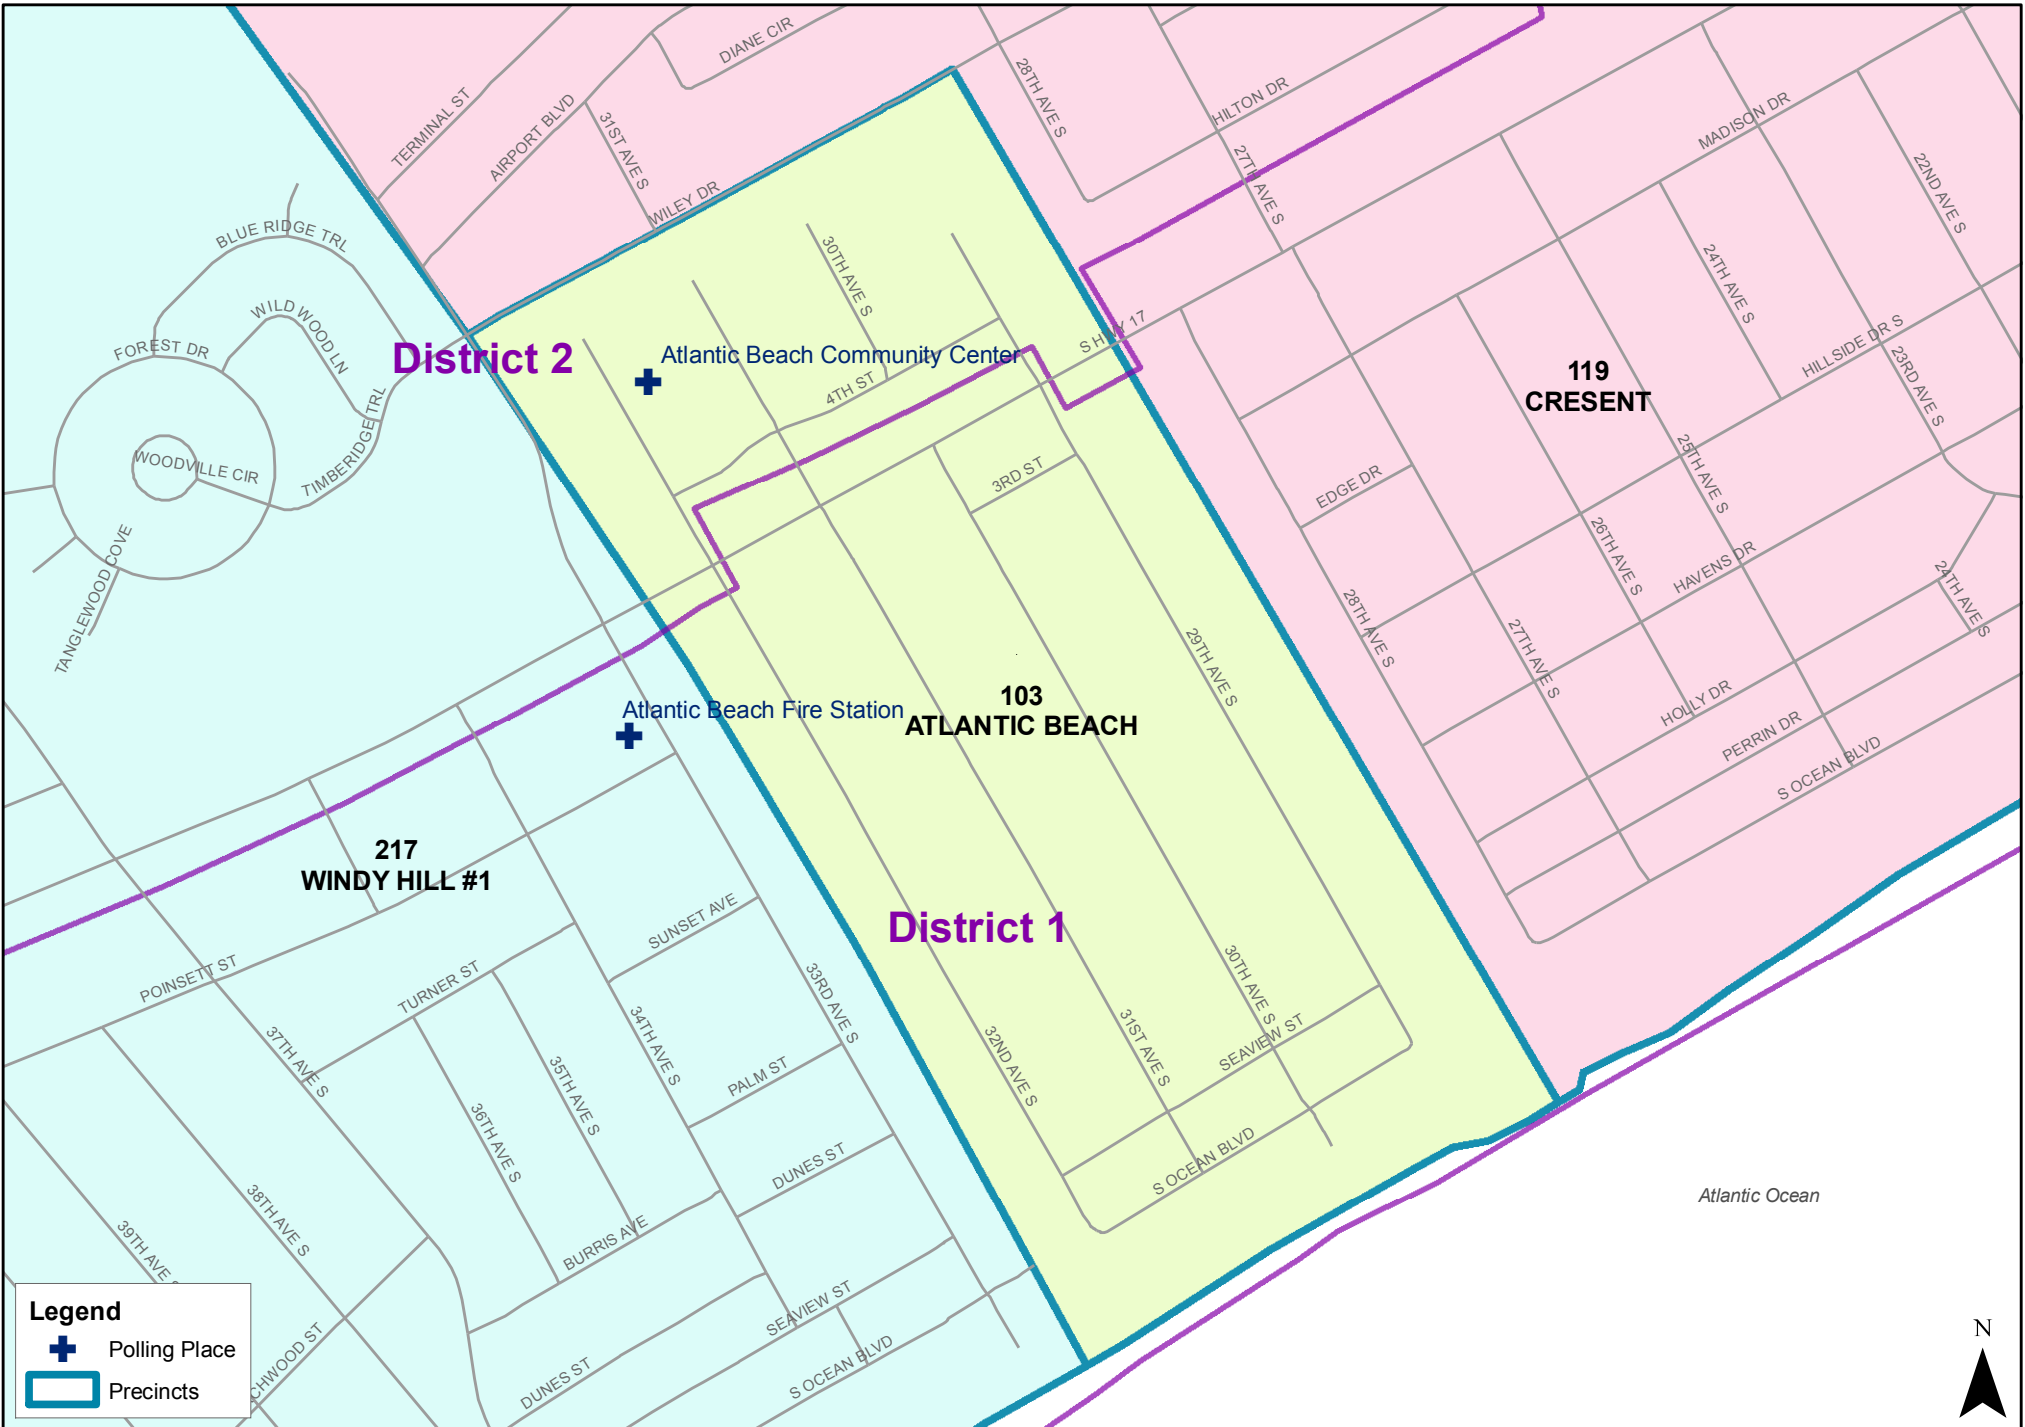 DIANE CIR
TERMINAL ST
AIRPORT BLVD
31ST AVE S
WILEY DR
28TH AVE S
HILTON DR
27TH AVE S
MADISON DR
22ND AVE S
24TH AVE S
HILLSIDE DR S
23RD AVE S
BLUE RIDGE TRL
WILD WOOD LN
FOREST DR
WOODVILLE CIR
TIMBERIDGE TRL
TANGLEWOOD COVE
District 2
Atlantic Beach Community Center
30TH AVE S
4TH ST
S HWY 17
3RD ST
119
CRESENT
EDGE DR
25TH AVE S
26TH AVE S
HAVENS DR
24TH AVE S
28TH AVE S
27TH AVE S
HOLLY DR
PERRIN DR
S OCEAN BLVD
29TH AVE S
103
ATLANTIC BEACH
Atlantic Beach Fire Station
217
WINDY HILL #1
District 1
SUNSET AVE
POINSETT ST
TURNER ST
33RD AVE S
34TH AVE S
37TH AVE S
35TH AVE S
36TH AVE S
PALM ST
32ND AVE S
31ST AVE S
30TH AVE S
SEAVIEW ST
S OCEAN BLVD
DUNES ST
38TH AVE S
39TH AVE S
BURRIS AVE
SEAVIEW ST
DUNES ST
S OCEAN BLVD
Atlantic Ocean
CHWOOD ST
Legend
Polling Place
Precincts
N